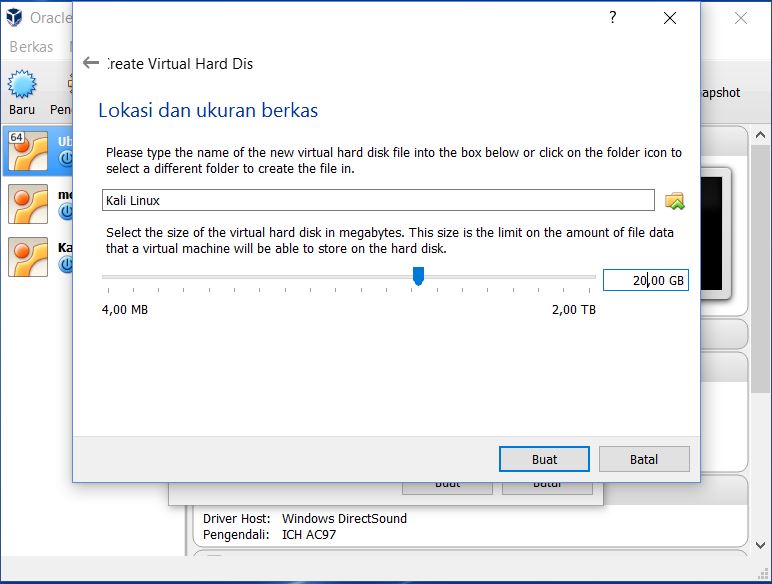 Oracle
?
Berkas
Create Virtual Hard Dis
Baru
Pen
apshot
Lokasi dan ukuran berkas
64
Ub
me
Ka
Please type the name of the new virtual hard disk file into the box below or click on the folder icon to
select a different folder to create the file in.
Kali Linux
Select the size of the virtual hard disk in megabytes. This size is the limit on the amount of file data
that a virtual machine will be able to store on the hard disk.
20,00 GB
4,00 MB
2,00 TB
Buat
Batal
Buat
Batal
Driver Host: Windows DirectSound
Pengendali: ICH AC97